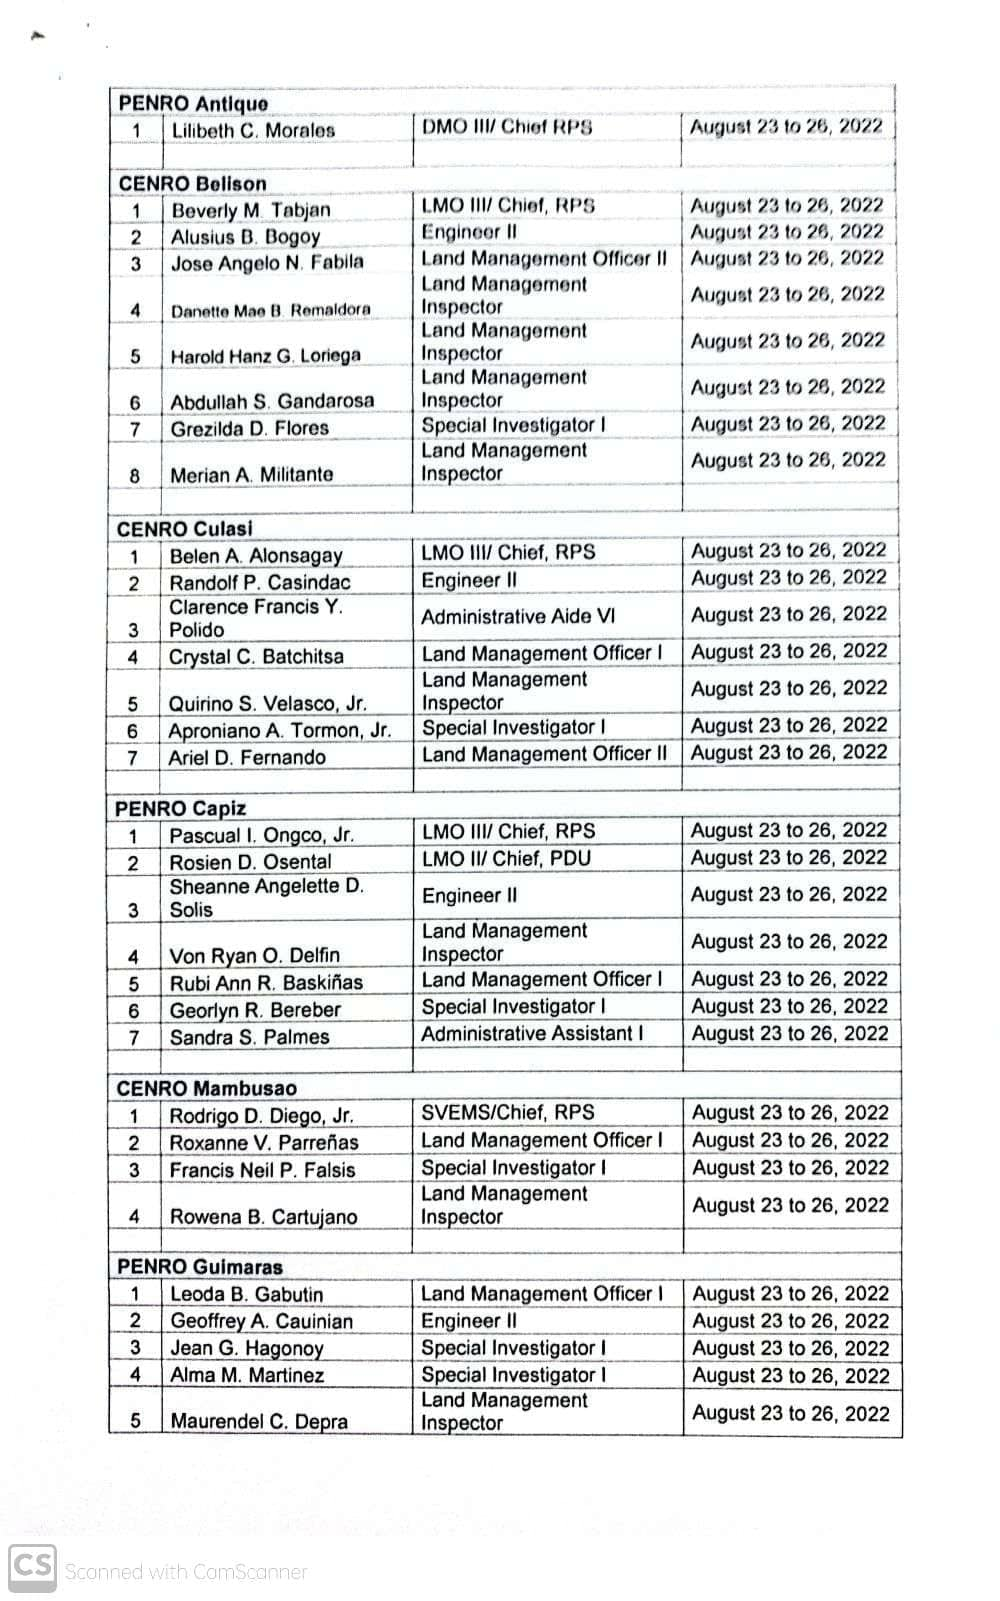 PENRO Antique
1 Lilibeth C. Morales DMO III/ Chief RPS August 23 to 26, 2022
CENRO Belison
1 Beverly M. Tabjan LMO III/ Chief, RPS August 23 to 26, 2022
2 Alusius B. Bogoy Engineer II August 23 to 26, 2022
3 Jose Angelo N. Fabila Land Management Officer II August 23 to 26, 2022
Land Management
4 Danette Mae B. Remaldora Inspector August 23 to 26, 2022
Land Management
5 Harold Hanz G. Loriega Inspector August 23 to 26, 2022
Land Management
6 Abdullah S. Gandarosa Inspector August 23 to 26, 2022
7 Grezilda D. Flores Special Investigator I August 23 to 26, 2022
Land Management
8 Merian A. Militante Inspector August 23 to 26, 2022
CENRO Culasi
1 Belen A. Alonsagay LMO III/ Chief, RPS August 23 to 26, 2022
2 Randolf P. Casindac Engineer II August 23 to 26, 2022
Clarence Francis Y.
3 Polido Administrative Aide VI August 23 to 26, 2022
4 Crystal C. Batchitsa Land Management Officer I August 23 to 26, 2022
Land Management
5 Quirino S. Velasco, Jr. Inspector August 23 to 26, 2022
6 Aproniano A. Tormon, Jr. Special Investigator I August 23 to 26, 2022
7 Ariel D. Fernando Land Management Officer II August 23 to 26, 2022
PENRO Capiz
1 Pascual I. Ongco, Jr. LMO III/ Chief, RPS August 23 to 26, 2022
2 Rosien D. Osental LMO II/ Chief, PDU August 23 to 26, 2022
Sheanne Angelette D.
3 Solis Engineer II August 23 to 26, 2022
Land Management
4 Von Ryan O. Delfin Inspector August 23 to 26, 2022
5 Rubi Ann R. Baskiñas Land Management Officer I August 23 to 26, 2022
6 Georlyn R. Bereber Special Investigator I August 23 to 26, 2022
7 Sandra S. Palmes Administrative Assistant I August 23 to 26, 2022
CENRO Mambusao
1 Rodrigo D. Diego, Jr. SVEMS/Chief, RPS August 23 to 26, 2022
2 Roxanne V. Parreñas Land Management Officer I August 23 to 26, 2022
3 Francis Neil P. Falsis Special Investigator I August 23 to 26, 2022
Land Management
4 Rowena B. Cartujano Inspector August 23 to 26, 2022
PENRO Guimaras
1 Leoda B. Gabutin Land Management Officer I August 23 to 26, 2022
2 Geoffrey A. Cauinian Engineer II August 23 to 26, 2022
3 Jean G. Hagonoy Special Investigator I August 23 to 26, 2022
4 Alma M. Martinez Special Investigator I August 23 to 26, 2022
Land Management
5 Maurendel C. Depra Inspector August 23 to 26, 2022
CS Scanned with CamScanner